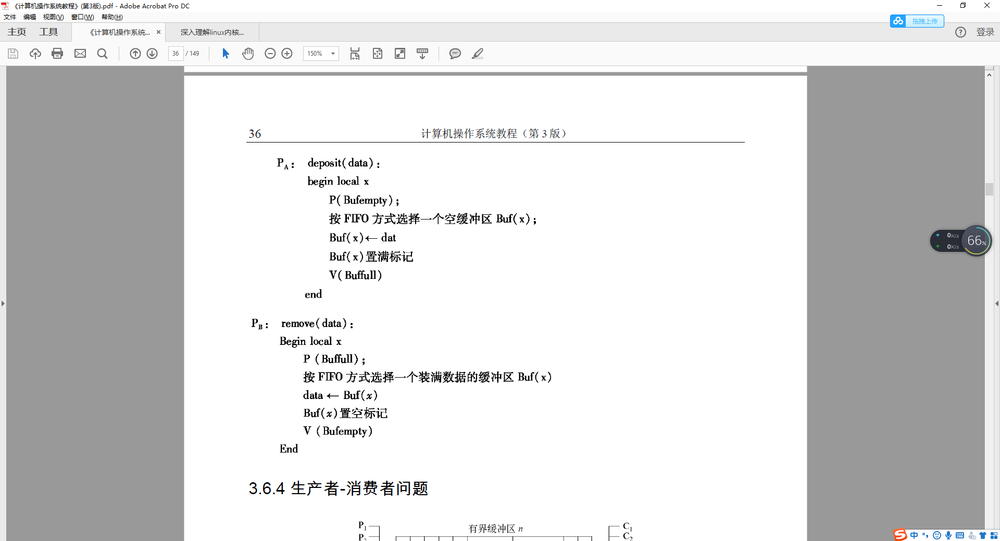 《计算机操作系统教程》(第3版).pdf - Adobe Acrobat Pro DC
文件 编辑 视图(V) 窗口(W) 帮助(H)
拖拽上传
主页 工具 《计算机操作系统... × 深入理解linux内核... 登录
36 / 149 150%
36 计算机操作系统教程（第 3 版）
PA： deposit(data)：
begin local x
P(Bufempty)；
按 FIFO 方式选择一个空缓冲区 Buf(x)；
Buf(x)← dat
Buf(x)置满标记
V(Buffull)
end
0K/s
66%
0K/s
PB： remove(data)：
Begin local x
P (Buffull)；
按 FIFO 方式选择一个装满数据的缓冲区 Buf(x)
data ← Buf(x)
Buf(x)置空标记
V (Bufempty)
End
3.6.4 生产者-消费者问题
P1 有界缓冲区 n C1
P2 C2
中